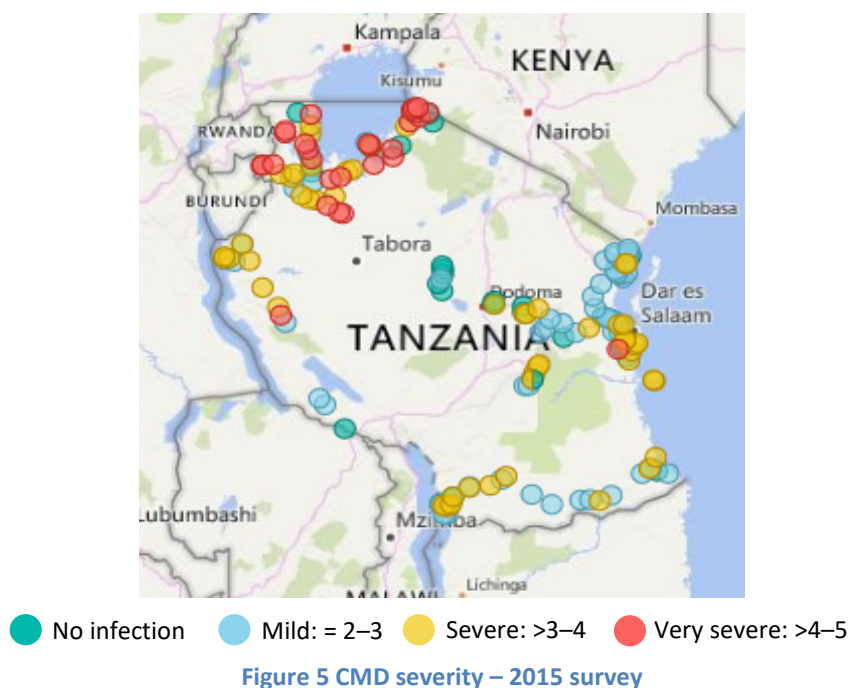 Kampala
KENYA
Kisumu
RWANDA
Nairobi
BURUNDI
Mombasa
Tabora
Dodoma
Dar es
Salaam
TANZANIA
Lubumbashi
Mzimba
Lichinga
MALAWI
No infection Mild: = 2–3 Severe: >3–4 Very severe: >4–5
Figure 5 CMD severity – 2015 survey